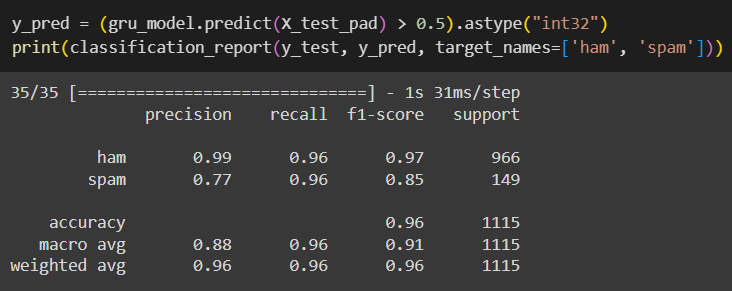 y_pred = (gru_model.predict(X_test_pad) > 0.5).astype("int32")
print(classification_report(y_test, y_pred, target_names=['ham', 'spam']))
35/35 [==============================] - 1s 31ms/step
              precision    recall  f1-score   support

         ham       0.99      0.96      0.97       966
        spam       0.77      0.96      0.85       149

    accuracy                           0.96      1115
   macro avg       0.88      0.96      0.91      1115
weighted avg       0.96      0.96      0.96      1115